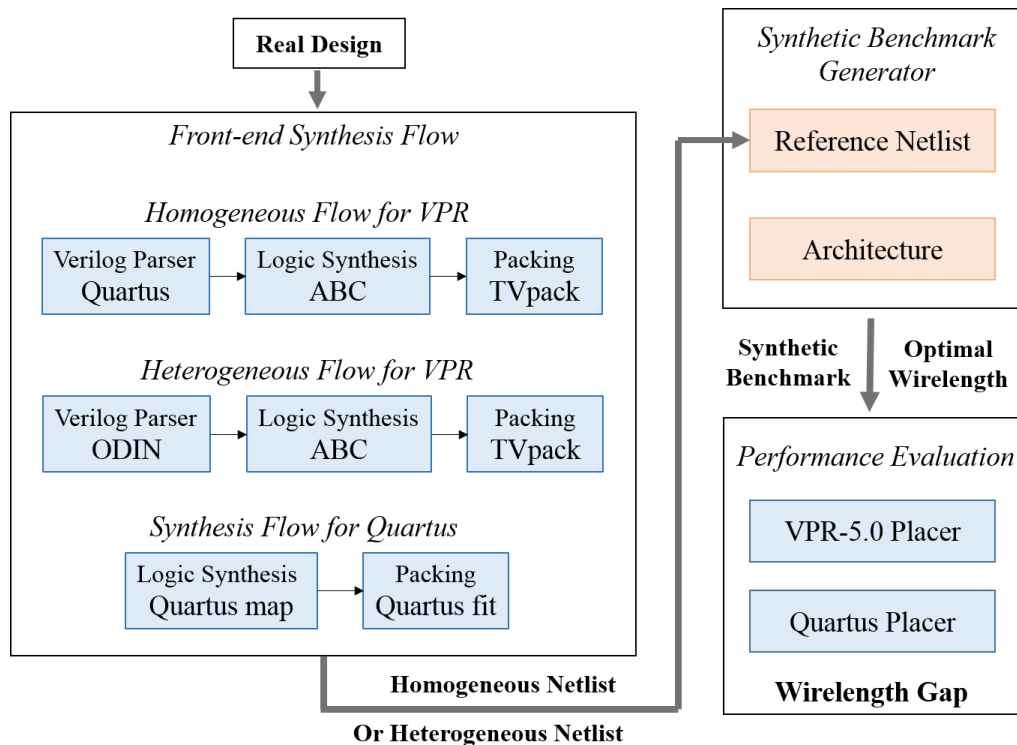 Real Design
Front-end Synthesis Flow
Homogeneous Flow for VPR
Verilog Parser
Quartus
Logic Synthesis
ABC
Packing
TVpack
Heterogeneous Flow for VPR
Verilog Parser
ODIN
Logic Synthesis
ABC
Packing
TVpack
Synthesis Flow for Quartus
Logic Synthesis
Quartus map
Packing
Quartus fit
Homogeneous Netlist
Or Heterogeneous Netlist
Synthetic Benchmark
Generator
Reference Netlist
Architecture
Synthetic
Benchmark
Optimal
Wirelength
Performance Evaluation
VPR-5.0 Placer
Quartus Placer
Wirelength Gap